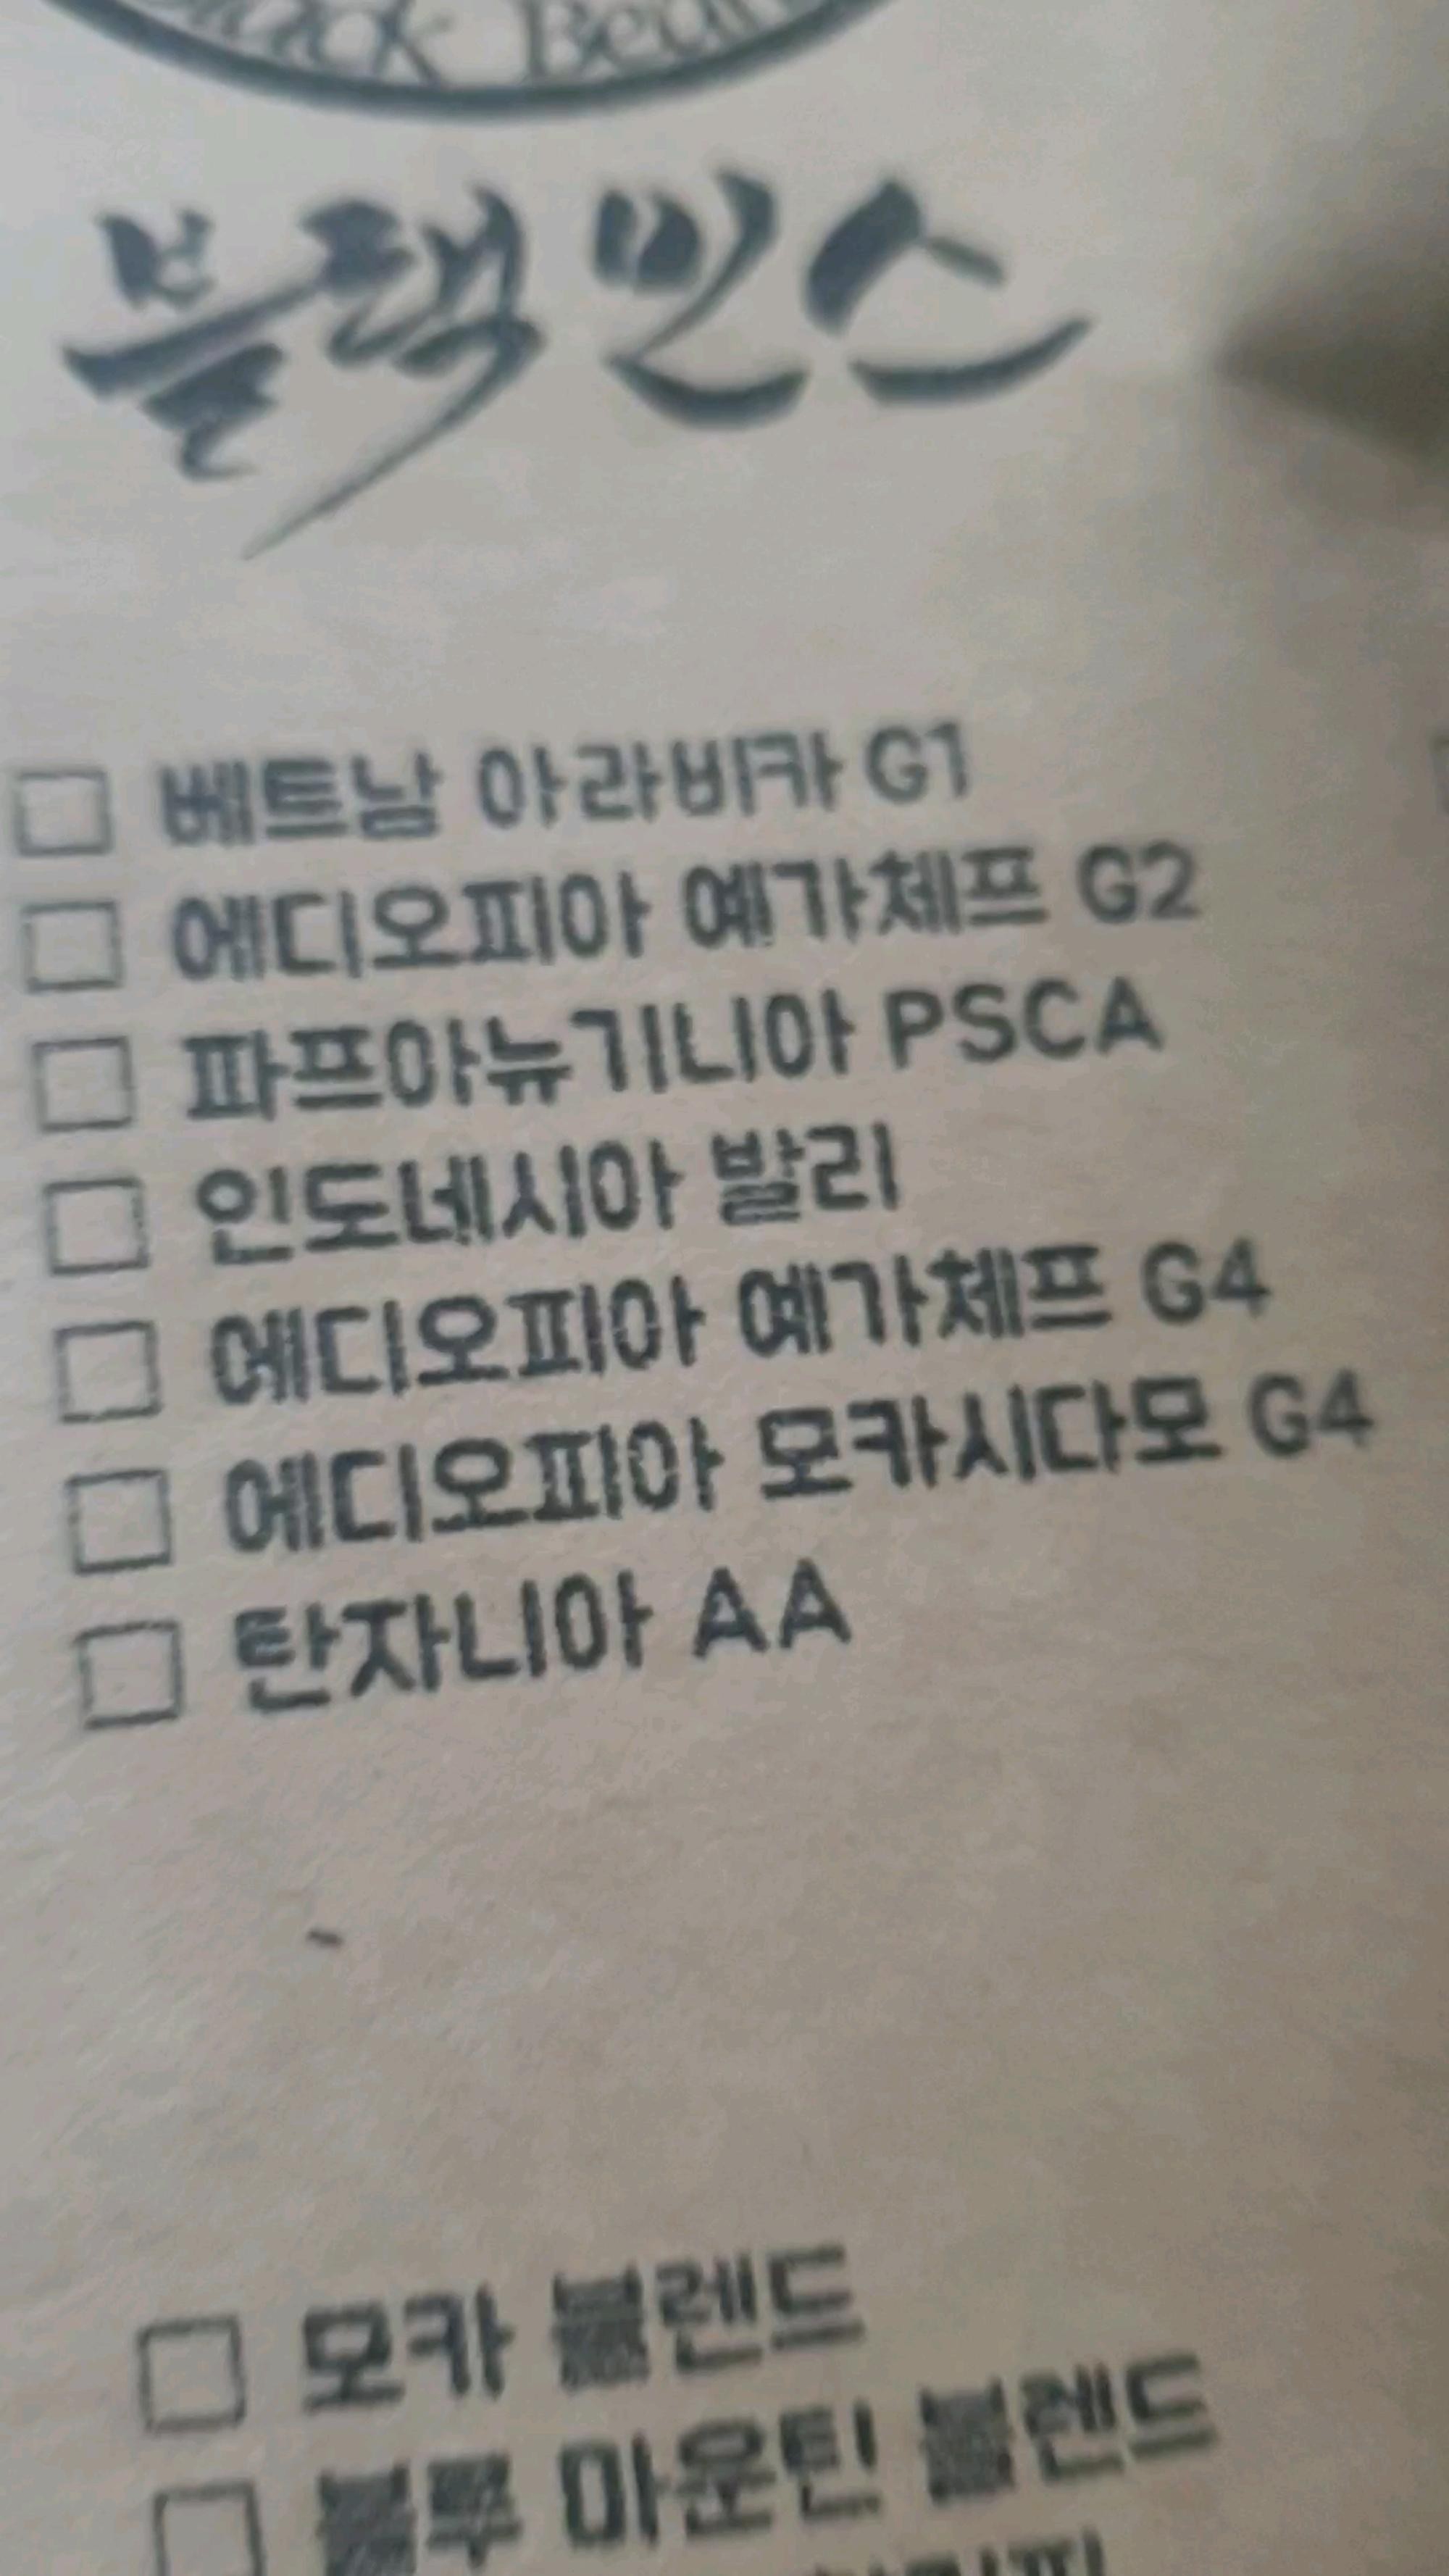 블랙빈스
□ 베트남 아라비카 G1
□ 에디오피아 예가체프 G2
□ 파프아뉴기니아 PSCA
□ 인도네시아 발리
□ 에디오피아 예가체프 G4
□ 에디오피아 모카시다모 G4
□ 탄자니아 AA
□ 모카 블렌드
□ 블루 마운틴 블렌드